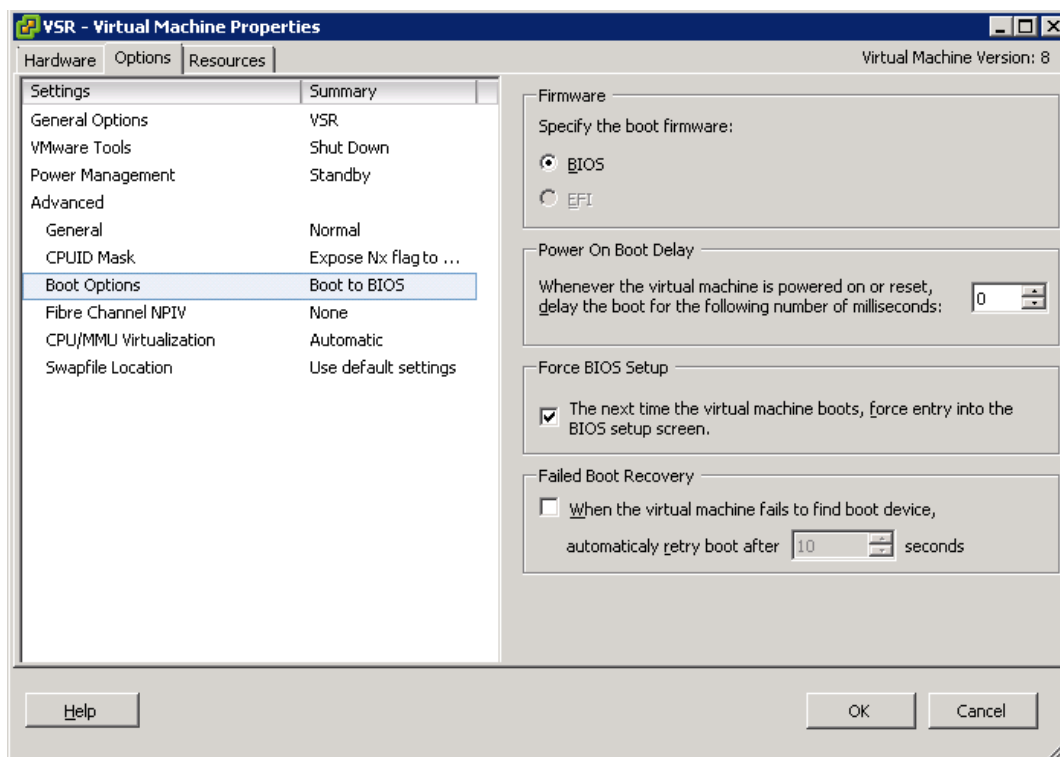 VSR - Virtual Machine Properties
Hardware Options Resources Virtual Machine Version: 8
Settings Summary
General Options VSR
VMware Tools Shut Down
Power Management Standby
Advanced
General Normal
CPUID Mask Expose Nx flag to ...
Boot Options Boot to BIOS
Fibre Channel NPIV None
CPU/MMU Virtualization Automatic
Swapfile Location Use default settings
Firmware
Specify the boot firmware:
BIOS
EFI
Power On Boot Delay
Whenever the virtual machine is powered on or reset,
delay the boot for the following number of milliseconds: 0
Force BIOS Setup
The next time the virtual machine boots, force entry into the
BIOS setup screen.
Failed Boot Recovery
When the virtual machine fails to find boot device,
automaticaly retry boot after 10 seconds
Help OK Cancel